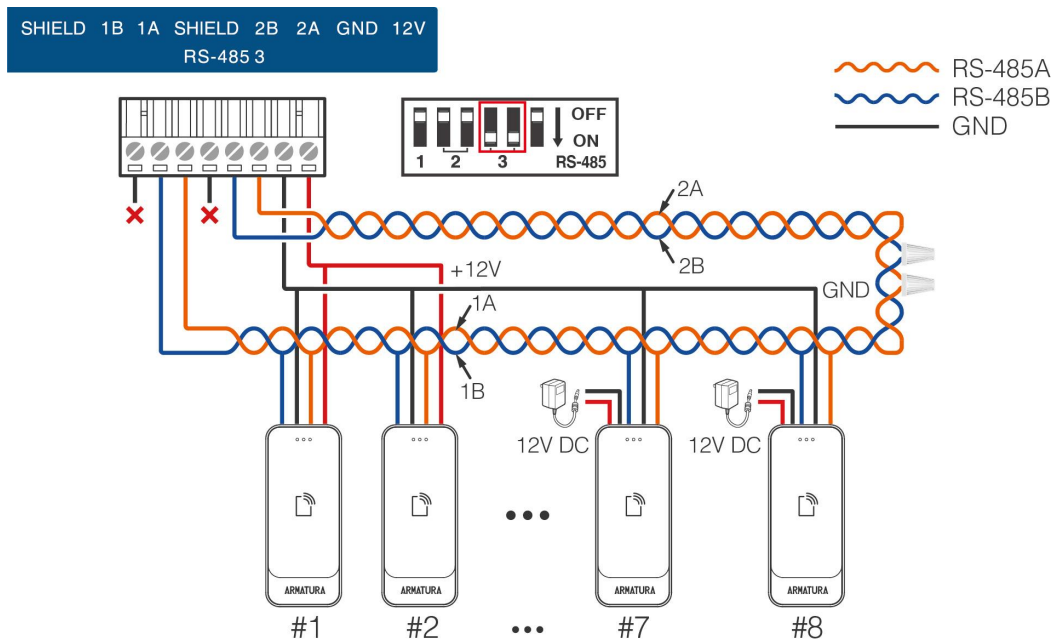 SHIELD 1B 1A SHIELD 2B 2A GND 12V
RS-485 3
RS-485A
RS-485B
GND
OFF
ON
1 2 3 RS-485
2A
2B
+12V
GND
1A
1B
12V DC
12V DC
ARMATURA
ARMATURA
ARMATURA
ARMATURA
#1
#2
#7
#8